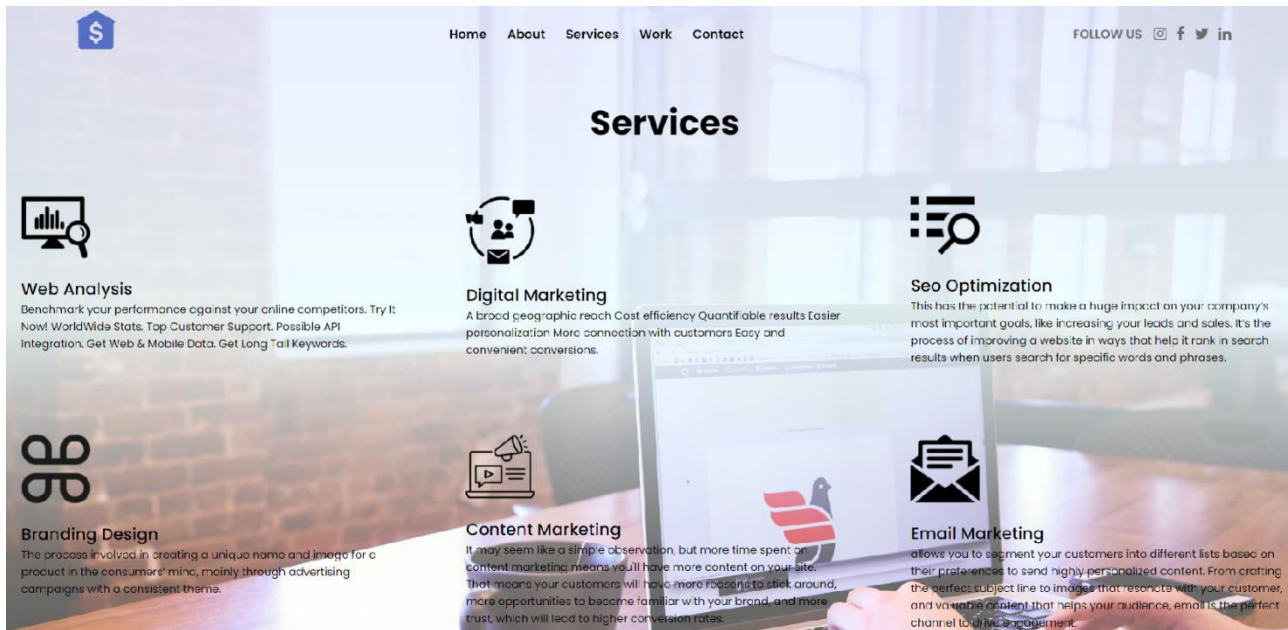 $
Home About Services Work Contact
FOLLOW US
Services
Web Analysis
Benchmark your performance against your online competitors. Try It
Now! WorldWide Stats. Top Customer Support. Possible API
Integration. Get Web & Mobile Data. Get Long Tail Keywords.
Digital Marketing
A broad geographic reach Cost efficiency Quantifiable results Easier
personalization More connection with customers Easy and
convenient conversions.
Seo Optimization
This has the potential to make a huge impact on your company's
most important goals, like increasing your leads and sales. It's the
process of improving a website in ways that help it rank in search
results when users search for specific words and phrases.
Branding Design
The process involved in creating a unique name and image for a
product in the consumers' mind, mainly through advertising
campaigns with a consistent theme.
Content Marketing
It may seem like a simple observation, but more time spent on
content marketing means you'll have more content on your site.
That means your customers will have more reasons to stick around,
more opportunities to become familiar with your brand, and more
trust, which will lead to higher conversion rates.
Email Marketing
allows you to segment your customers into different lists based on
their preferences to send highly personalized content. From crafting
the perfect subject line to images that resonate with your customer,
and valuable content that helps your audience, email is the perfect
channel to drive engagement.